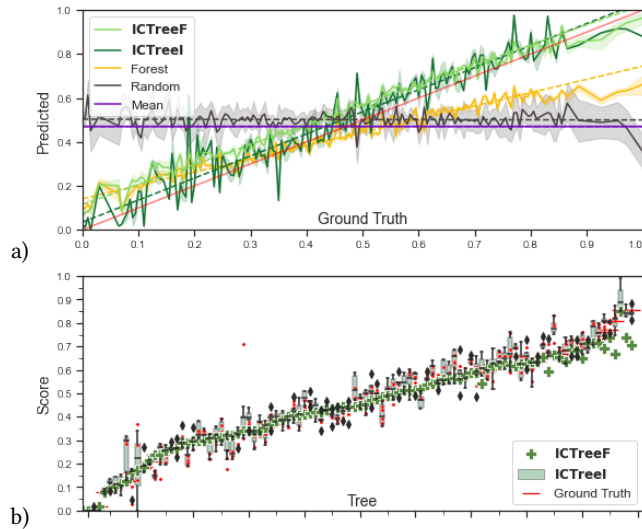 1.0
0.8
0.6
0.4
0.2
0.0
Predicted
ICTreeF
ICTreeI
Forest
Random
Mean
Ground Truth
0.0 0.1 0.2 0.3 0.4 0.5 0.6 0.7 0.8 0.9 1.0
a)
1.0
0.9
0.8
0.7
0.6
0.5
0.4
0.3
0.2
0.1
0.0
Score
ICTreeF
ICTreeI
Ground Truth
Tree
b)